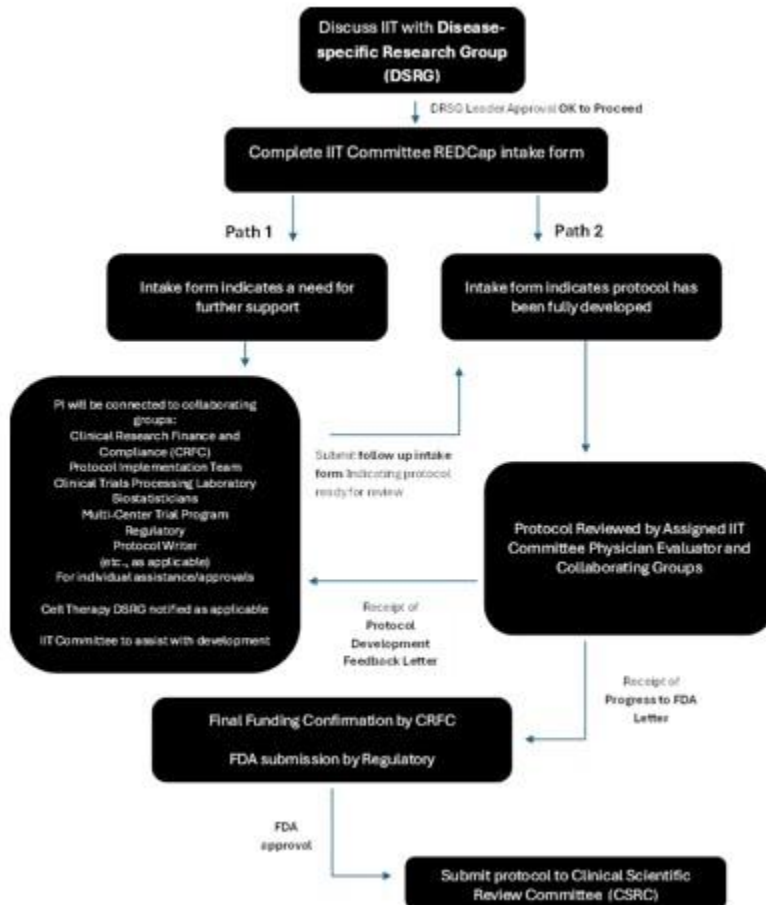 Discuss IIT with Disease-
specific Research Group
(DSRG)
DRSG Leader Approval OK to Proceed
Complete IIT Committee REDCap intake form
Path 1
Path 2
Intake form indicates a need for
further support
Intake form indicates protocol has
been fully developed
PI will be connected to collaborating
groups:
Clinical Research Finance and
Compliance (CRFC)
Protocol Implementation Team
Clinical Trials Processing Laboratory
Biostatisticians
Multi-Center Trial Program
Regulatory
Protocol Writer
(etc., as applicable)
For individual assistance/approvals
Cell Therapy DSRG notified as applicable
IIT Committee to assist with development
Submit follow up intake
form Indicating protocol
ready for review
Protocol Reviewed by Assigned IIT
Committee Physician Evaluator and
Collaborating Groups
Receipt of
Protocol
Development
Feedback Letter
Receipt of
Progress to FDA
Letter
Final Funding Confirmation by CRFC
FDA submission by Regulatory
FDA
approval
Submit protocol to Clinical Scientific
Review Committee (CSRC)